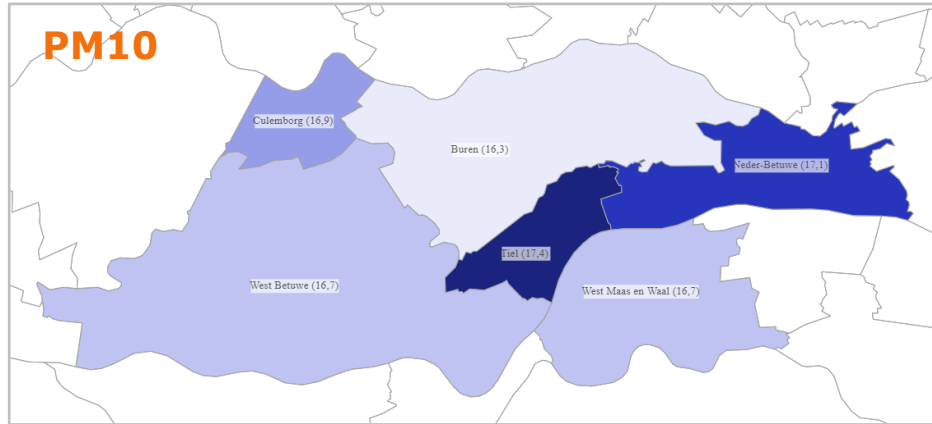 PM10
Culemborg (16,9)
Buren (16,3)
Neder-Betuwe (17,1)
Tiel (17,4)
West Betuwe (16,7)
West Maas en Waal (16,7)